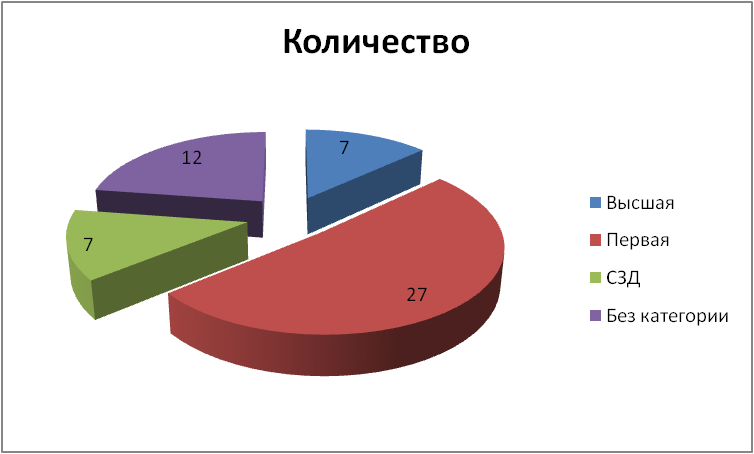 Количество
7
12
7
27
Высшая
Первая
СЗД
Без категории